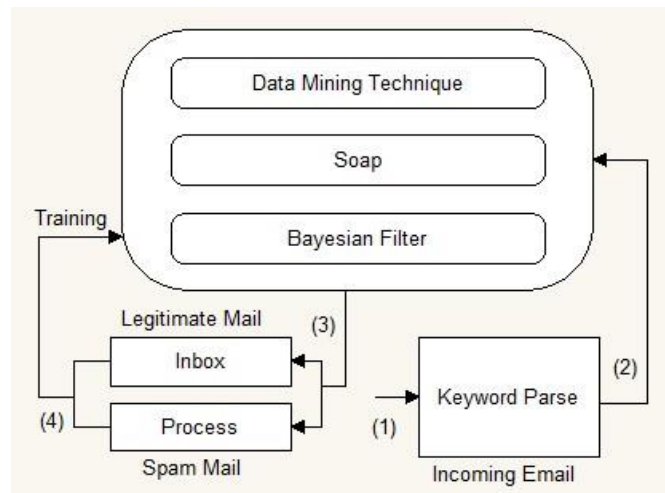 Data Mining Technique
Soap
Bayesian Filter
Training
Legitimate Mail
(3)
Inbox
(2)
Keyword Parse
(4)
Process
(1)
Spam Mail
Incoming Email